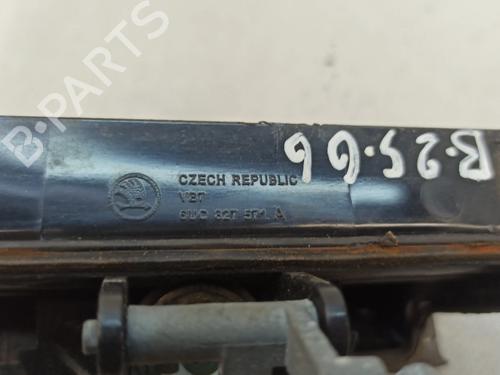 B-PARTS
B.25.66
CZECH REPUBLIC
V27
6U0 827 571 A